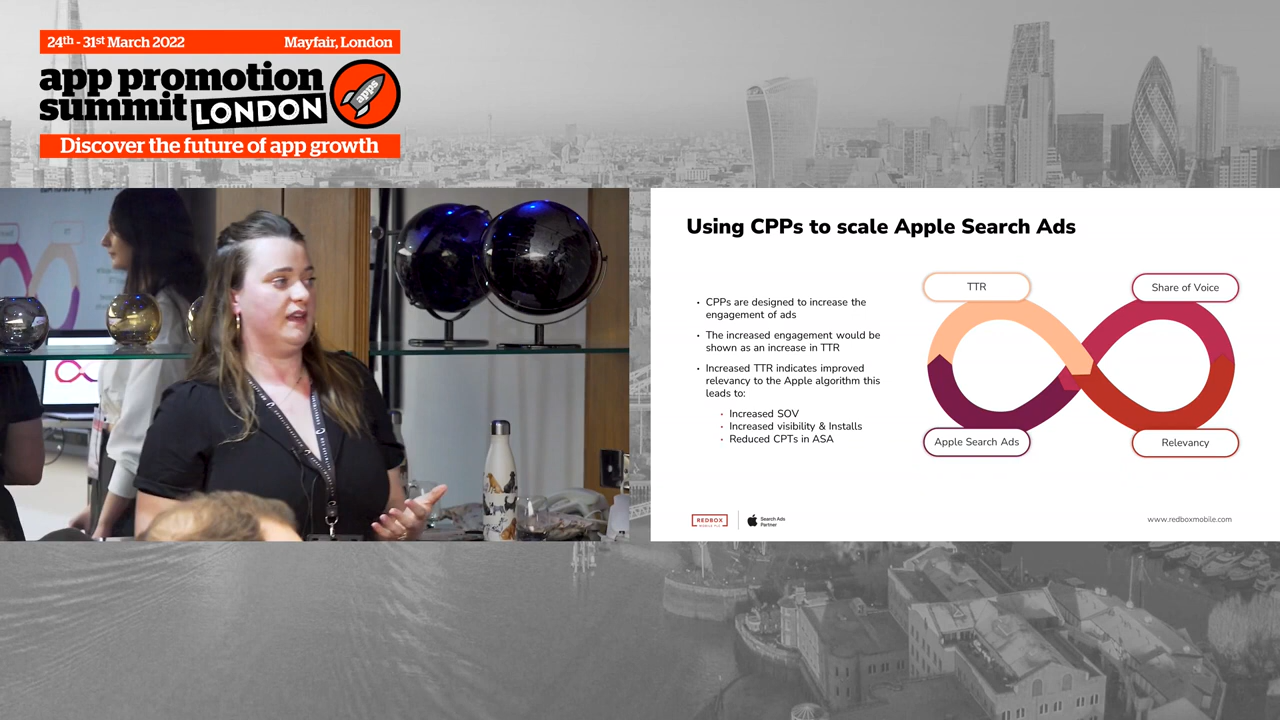 24th - 31st March 2022 Mayfair, London
app promotion
summit LONDON
apps
Discover the future of app growth
Using CPPs to scale Apple Search Ads
• CPPs are designed to increase the
engagement of ads
• The increased engagement would be
shown as an increase in TTR
• Increased TTR indicates improved
relevancy to the Apple algorithm this
leads to:
• Increased SOV
• Increased visibility & Installs
• Reduced CPTs in ASA
TTR
Share of Voice
Apple Search Ads
Relevancy
REDBOX
MOBILE PLC
Search Ads
Partner
www.redboxmobile.com